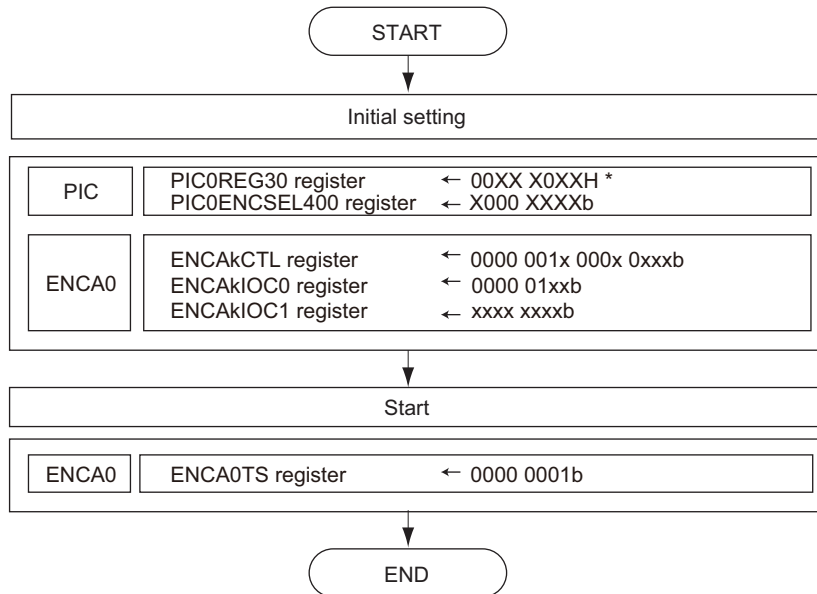 START
Initial setting
PIC
PIC0REG30 register ← 00XX X0XXH *
PIC0ENCSEL400 register ← X000 XXXXb
ENCA0
ENCAkCTL register ← 0000 001x 000x 0xxxb
ENCAkIOC0 register ← 0000 01xxb
ENCAkIOC1 register ← xxxx xxxxb
Start
ENCA0
ENCA0TS register ← 0000 0001b
END